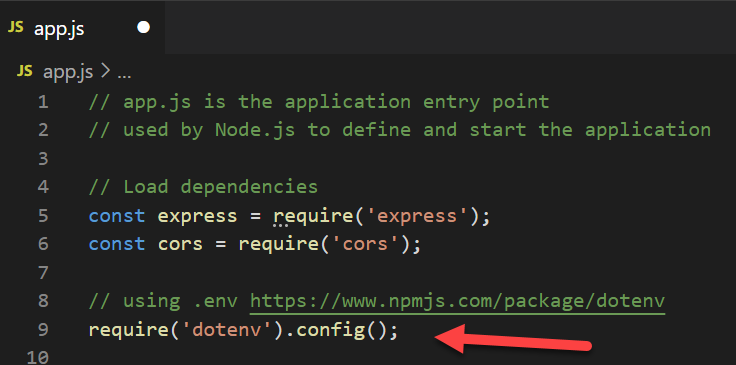 JS app.js
JS app.js > ...
1 // app.js is the application entry point
2 // used by Node.js to define and start the application
3
4 // Load dependencies
5 const express = require('express');
6 const cors = require('cors');
7
8 // using .env https://www.npmjs.com/package/dotenv
9 require('dotenv').config();
10